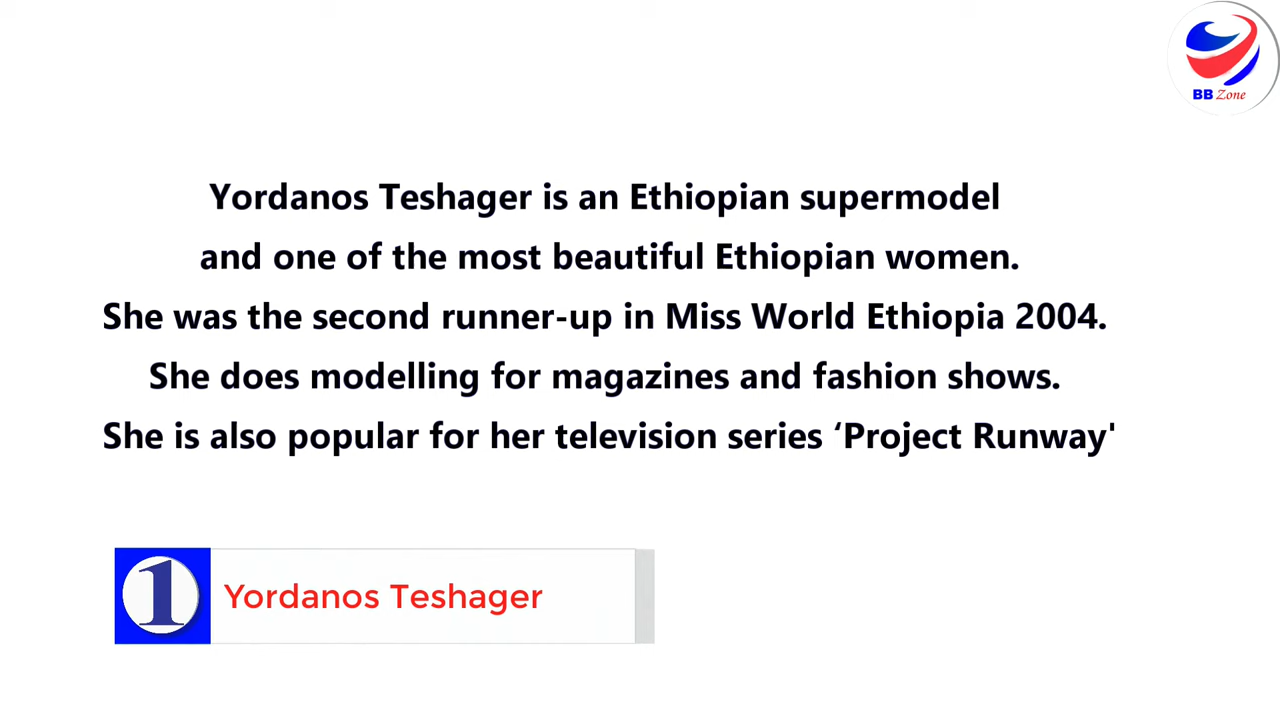 BB Zone
Yordanos Teshager is an Ethiopian supermodel
and one of the most beautiful Ethiopian women.
She was the second runner-up in Miss World Ethiopia 2004.
She does modelling for magazines and fashion shows.
She is also popular for her television series ‘Project Runway'
1 Yordanos Teshager